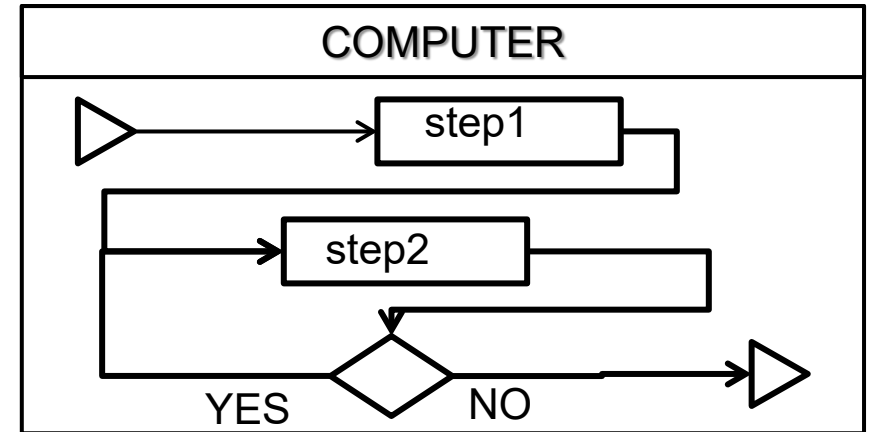 COMPUTER
step1
step2
YES
NO